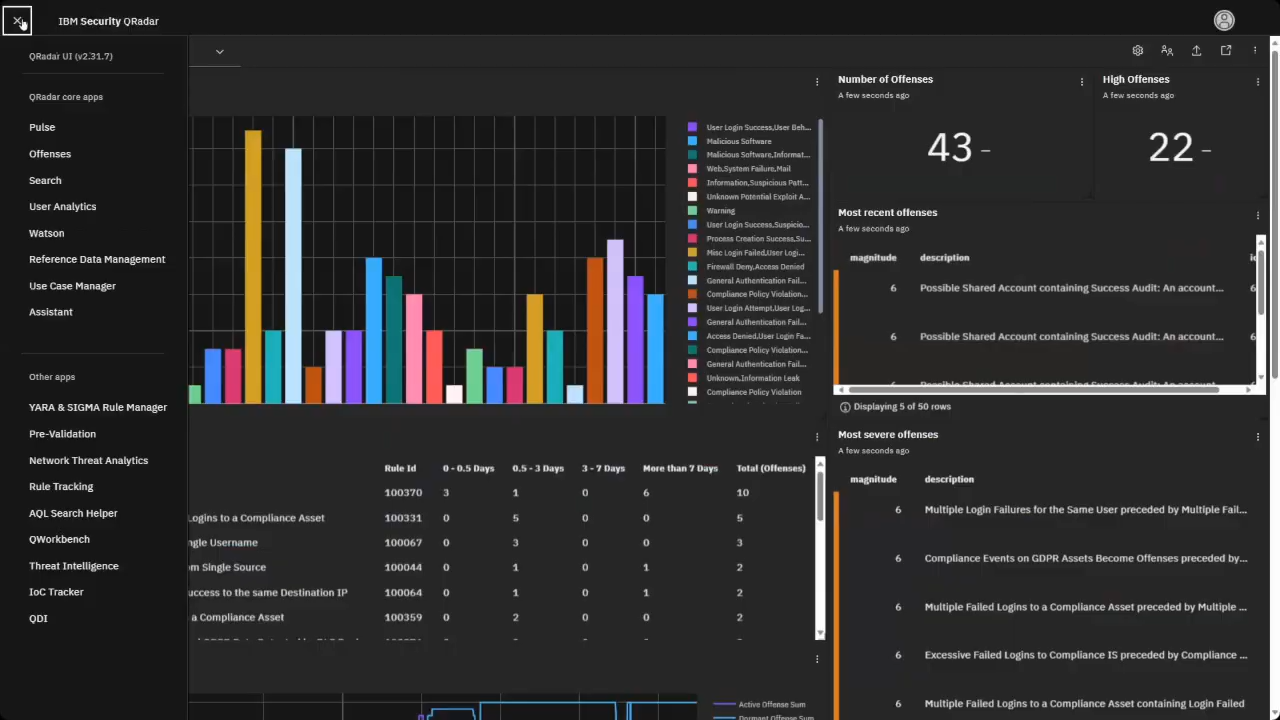 IBM Security QRadar
QRadar UI (v2.31.7)
QRadar core apps
Pulse
Offenses
Search
User Analytics
Watson
Reference Data Management
Use Case Manager
Assistant
Other apps
YARA & SIGMA Rule Manager
Pre-Validation
Network Threat Analytics
Rule Tracking
AQL Search Helper
QWorkbench
Threat Intelligence
IoC Tracker
QDI
User Login Success,User Beh...
Malicious Software
Malicious Software,Informat...
Web,System Failure,Mail
Information,Suspicious Patt...
Unknown Potential Exploit A...
Warning
User Login Success,Suspicio...
Process Creation Success,Su...
Misc Login Failed,User Logi...
Firewall Deny,Access Denied
General Authentication Fail...
Compliance Policy Violation...
User Login Attempt,User Log...
General Authentication Fail...
Access Denied,User Login Fa...
Compliance Policy Violation...
General Authentication Fail...
Unknown,Information Leak
Compliance Policy Violation
Number of Offenses
A few seconds ago
43 –
High Offenses
A few seconds ago
22 –
Most recent offenses
A few seconds ago
magnitude description
6 Possible Shared Account containing Success Audit: An account...
6 Possible Shared Account containing Success Audit: An account...
6 Possible Shared Account containing Success Audit: An account...
Displaying 5 of 50 rows
Rule Id 0 - 0.5 Days 0.5 - 3 Days 3 - 7 Days More than 7 Days Total (Offenses)
100370 3 1 0 6 10
Logins to a Compliance Asset 100331 0 5 0 0 5
ngle Username 100067 0 3 0 0 3
om Single Source 100044 0 1 0 1 2
uccess to the same Destination IP 100064 0 1 0 1 2
a Compliance Asset 100359 0 2 0 0 2
Most severe offenses
A few seconds ago
magnitude description
6 Multiple Login Failures for the Same User preceded by Multiple Fail...
6 Compliance Events on GDPR Assets Become Offenses preceded by...
6 Multiple Failed Logins to a Compliance Asset preceded by Multiple ...
6 Excessive Failed Logins to Compliance IS preceded by Compliance ...
6 Multiple Failed Logins to a Compliance Asset containing Login Failed
Active Offense Sum
Dormant Offense Sum